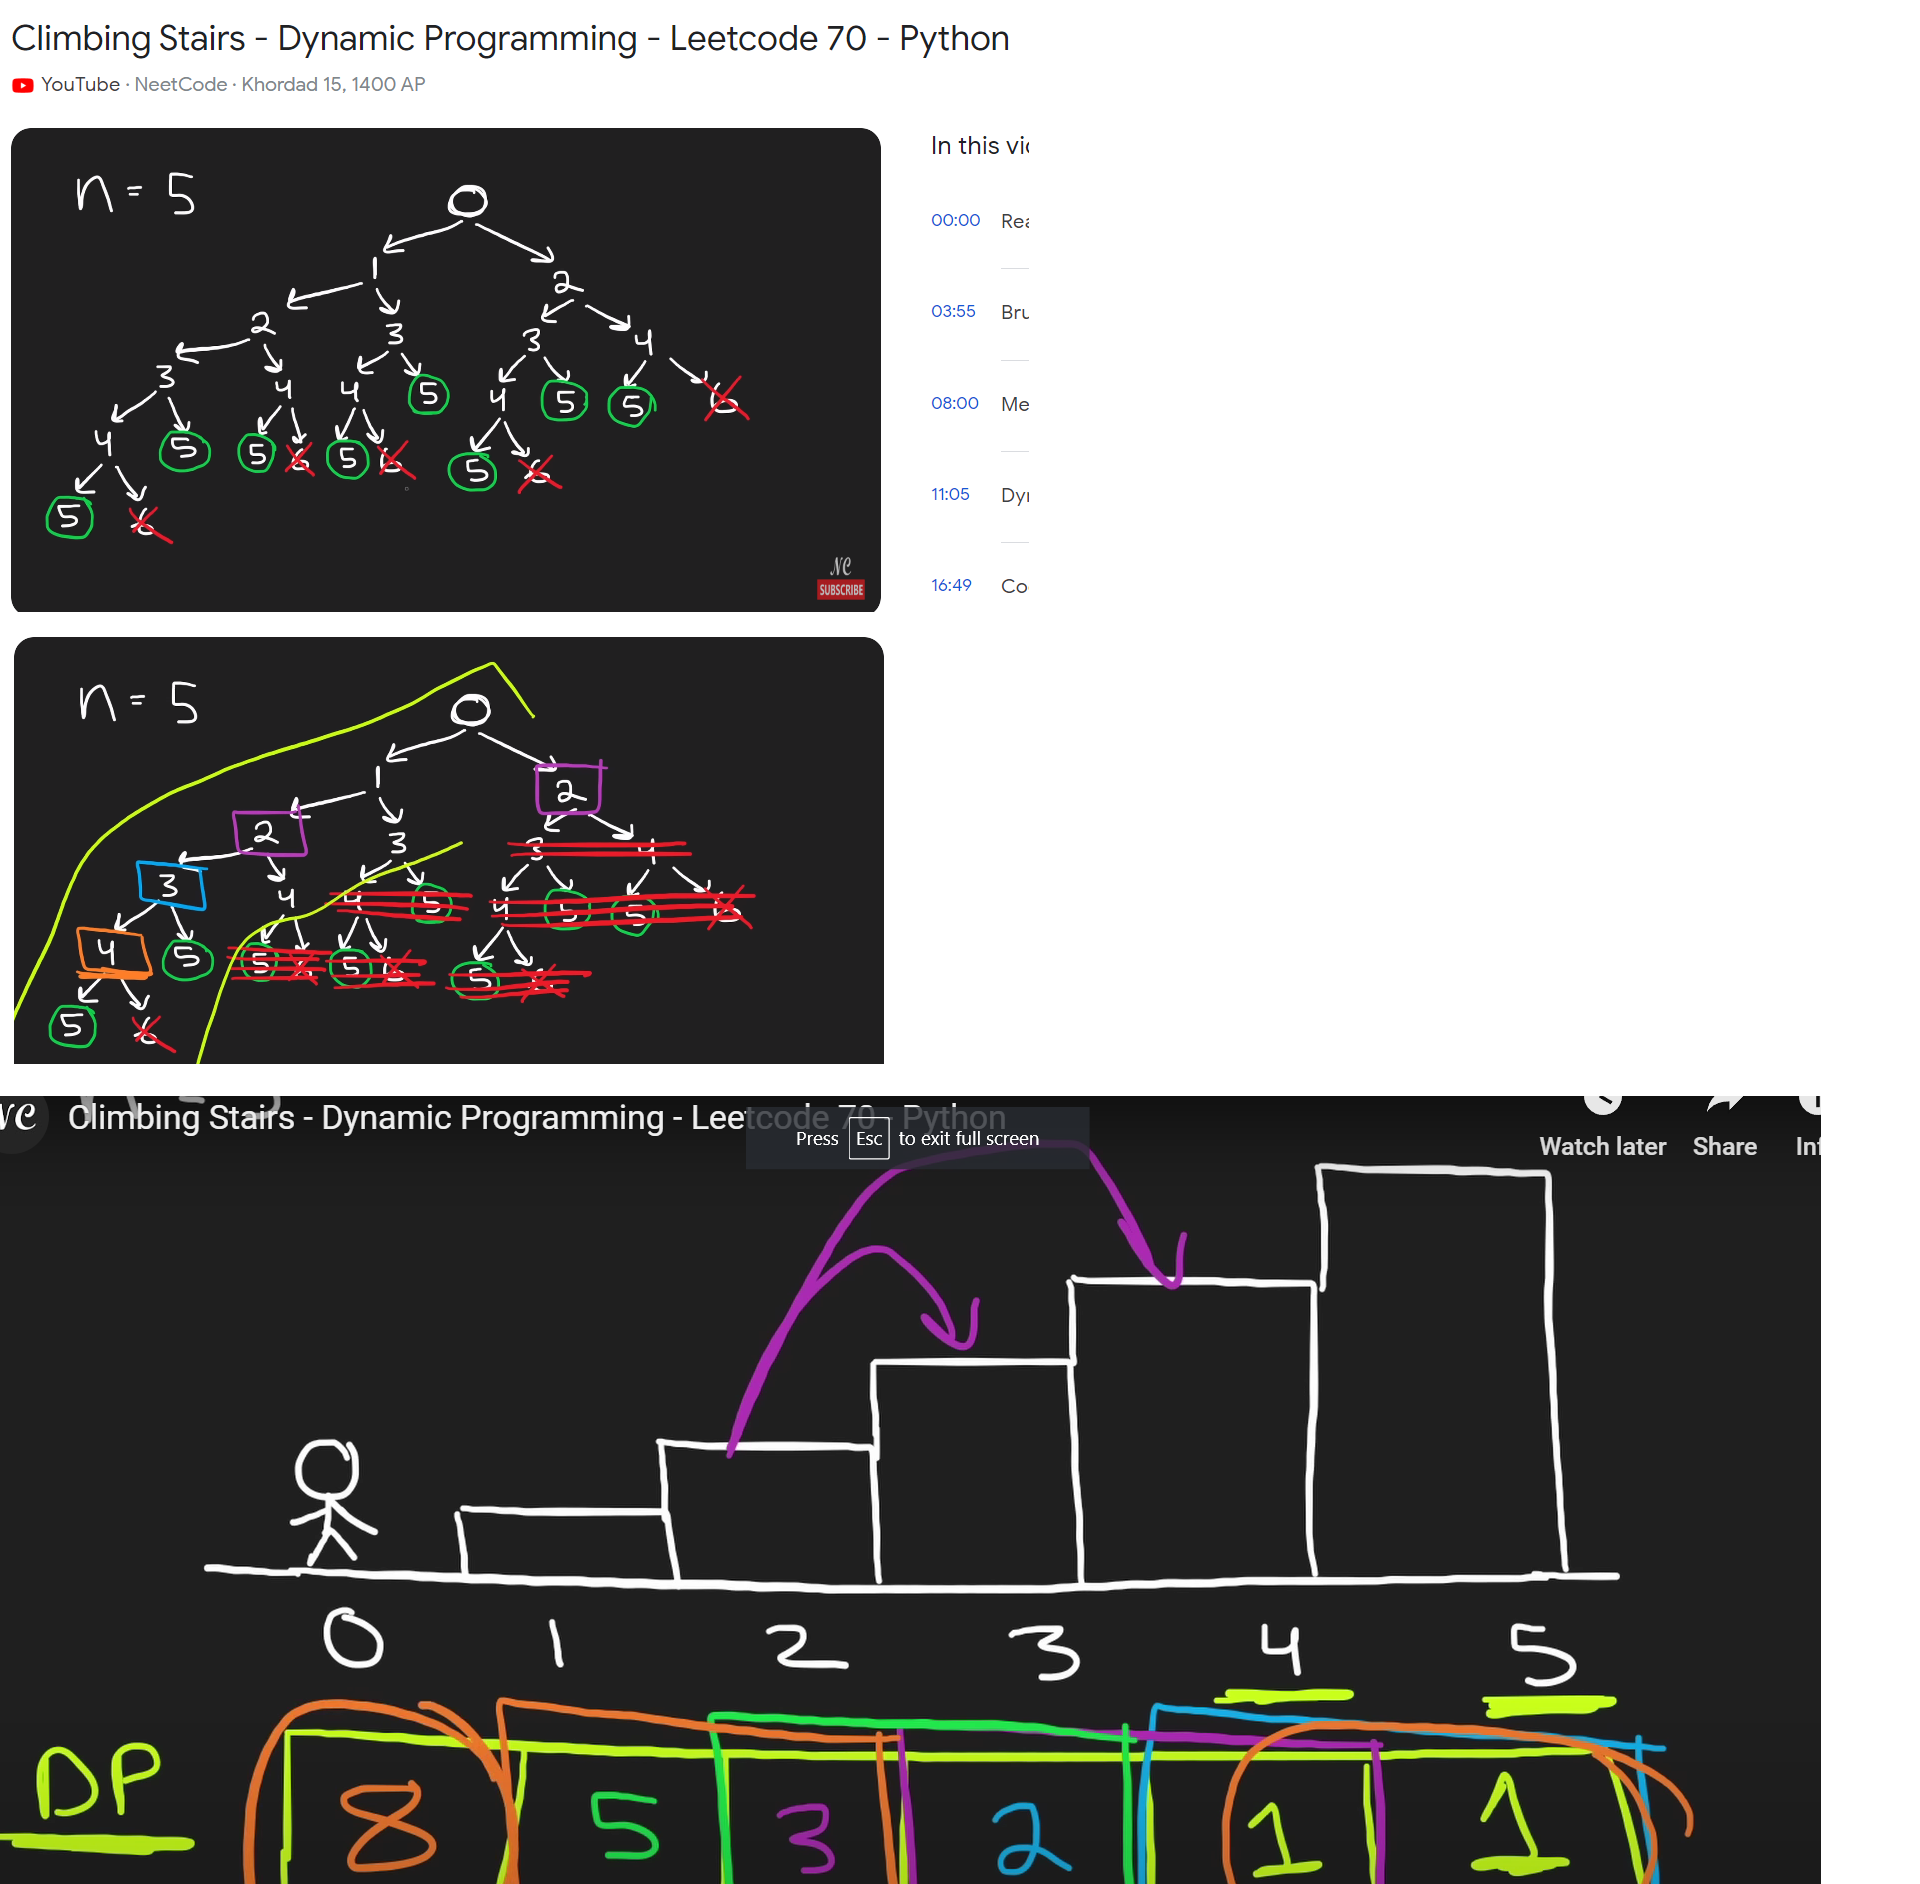 Climbing Stairs - Dynamic Programming - Leetcode 70 - Python
YouTube · NeetCode · Khordad 15, 1400 AP
In this vi
00:00 Rea
03:55 Bru
08:00 Me
11:05 Dyn
16:49 Co
n = 5
0
1 2
2 3 3 4
3 4 4 5 4 5 5 6
4 5 5 6 5 6 5 6
5 6
NC
SUBSCRIBE
n = 5
0
1 2
2 3 3 4
3 4 4 5 4 5 5 6
4 5 5 6 5 6 5 6
5 6
NC Climbing Stairs - Dynamic Programming - Leetcode 70 - Python
Press Esc to exit full screen
Watch later Share Inf
0 1 2 3 4 5
DP 8 5 3 2 1 1